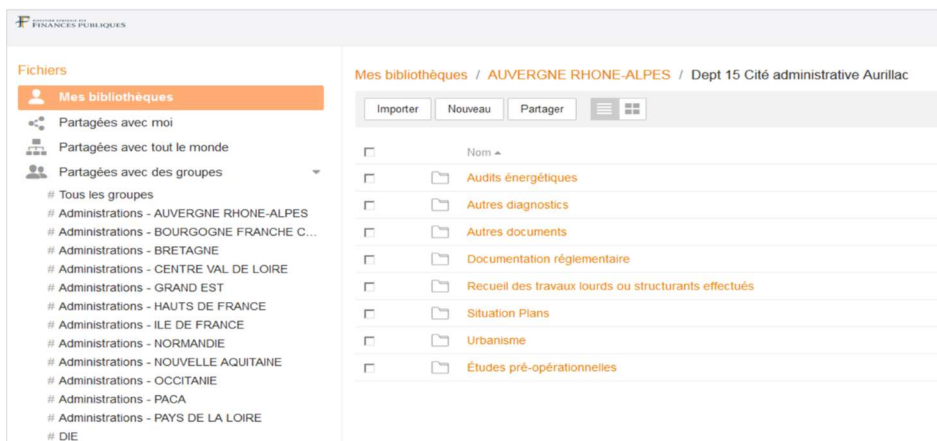 DIRECTION GENERALE DES
FINANCES PUBLIQUES
Fichiers
Mes bibliothèques
Partagées avec moi
Partagées avec tout le monde
Partagées avec des groupes
# Tous les groupes
# Administrations - AUVERGNE RHONE-ALPES
# Administrations - BOURGOGNE FRANCHE C...
# Administrations - BRETAGNE
# Administrations - CENTRE VAL DE LOIRE
# Administrations - GRAND EST
# Administrations - HAUTS DE FRANCE
# Administrations - ILE DE FRANCE
# Administrations - NORMANDIE
# Administrations - NOUVELLE AQUITAINE
# Administrations - OCCITANIE
# Administrations - PACA
# Administrations - PAYS DE LA LOIRE
# DIE
Mes bibliothèques / AUVERGNE RHONE-ALPES / Dept 15 Cité administrative Aurillac
Importer Nouveau Partager
Nom
Audits énergétiques
Autres diagnostics
Autres documents
Documentation réglementaire
Recueil des travaux lourds ou structurants effectués
Situation Plans
Urbanisme
Études pré-opérationnelles